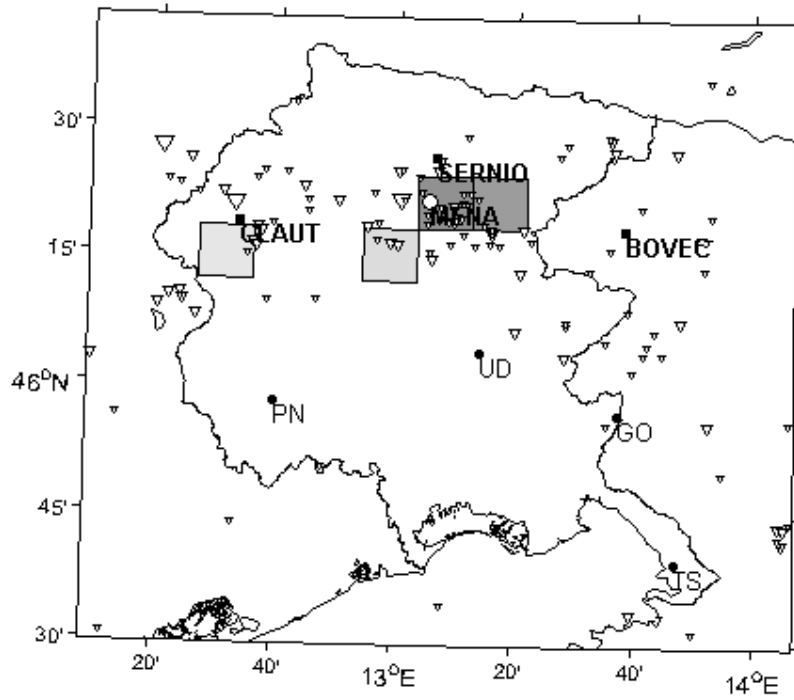 30'
SERNIO
MENA
CLAUT
BOVEC
15'
UD
46°N
PN
GO
45'
TS
30'
20'
40'
13°E
20'
40'
14°E